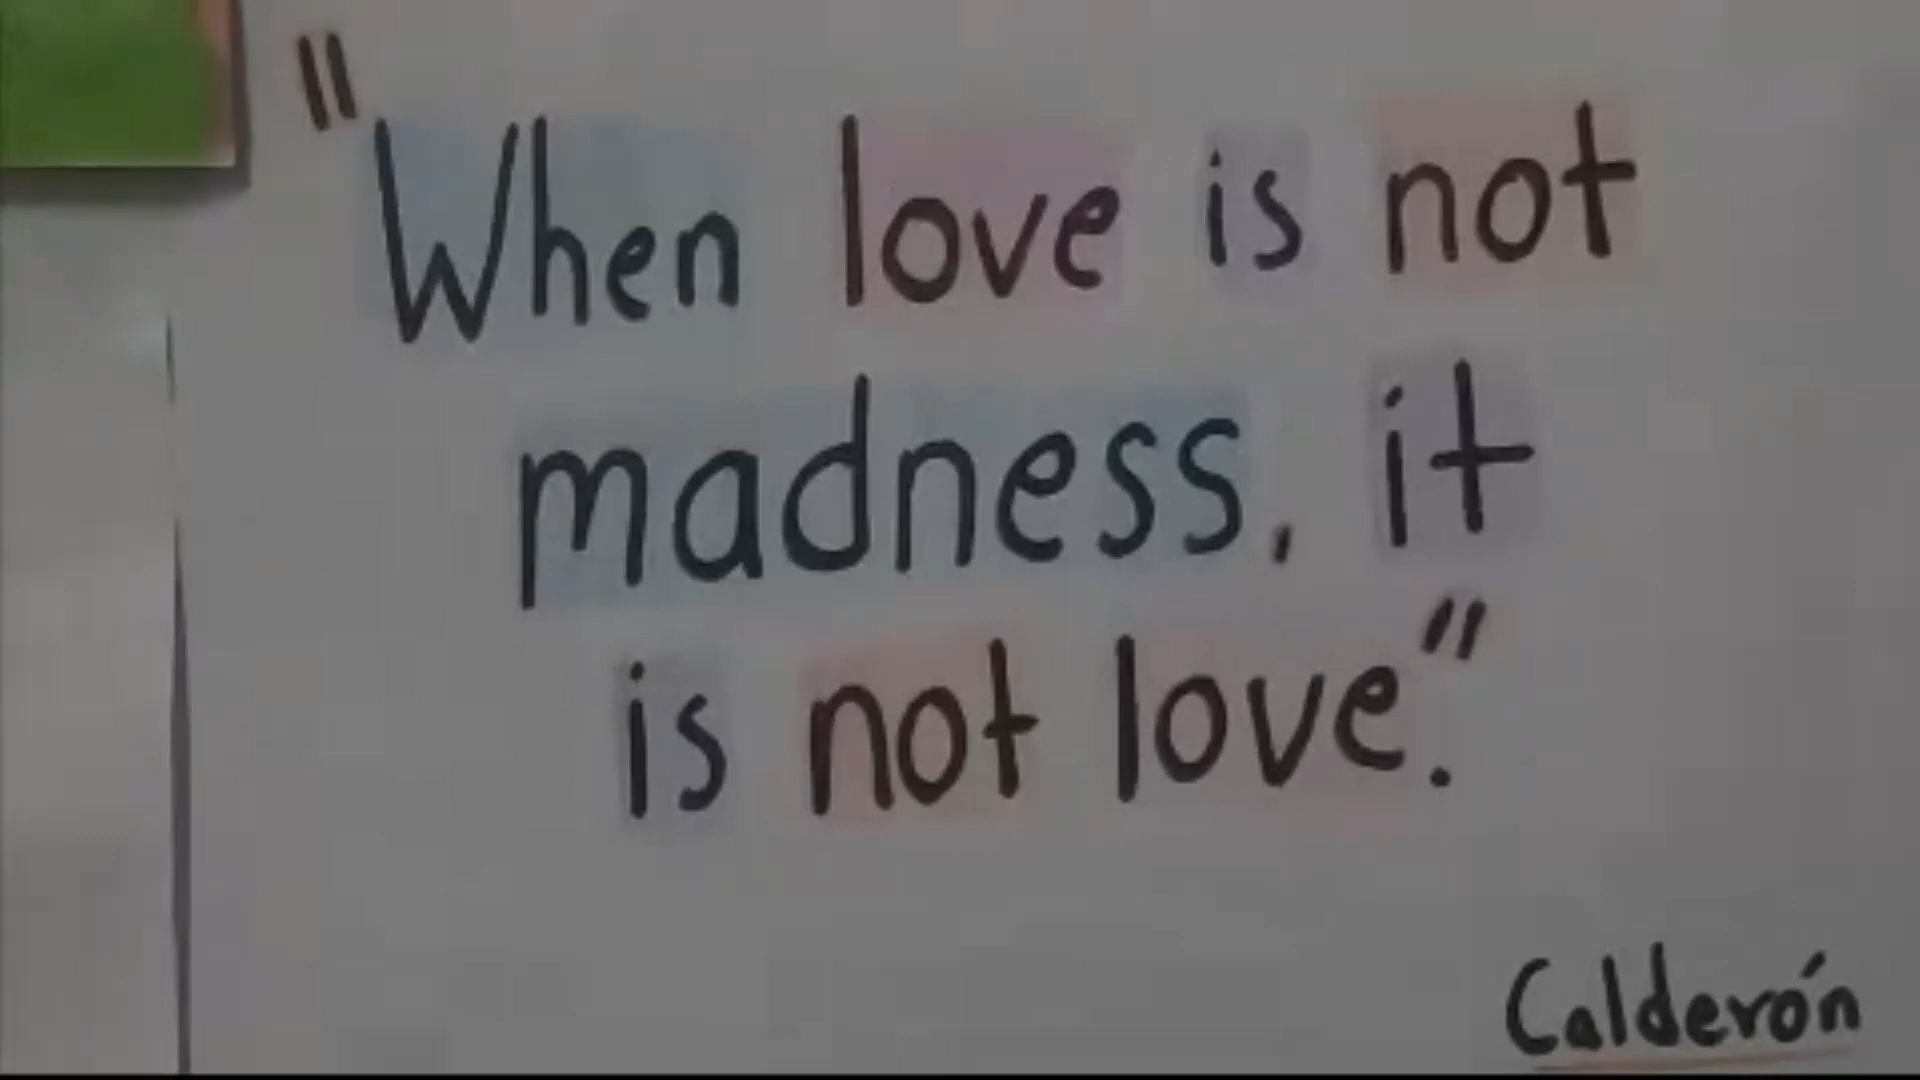 "When love is not
madness, it
is not love."
Calderón